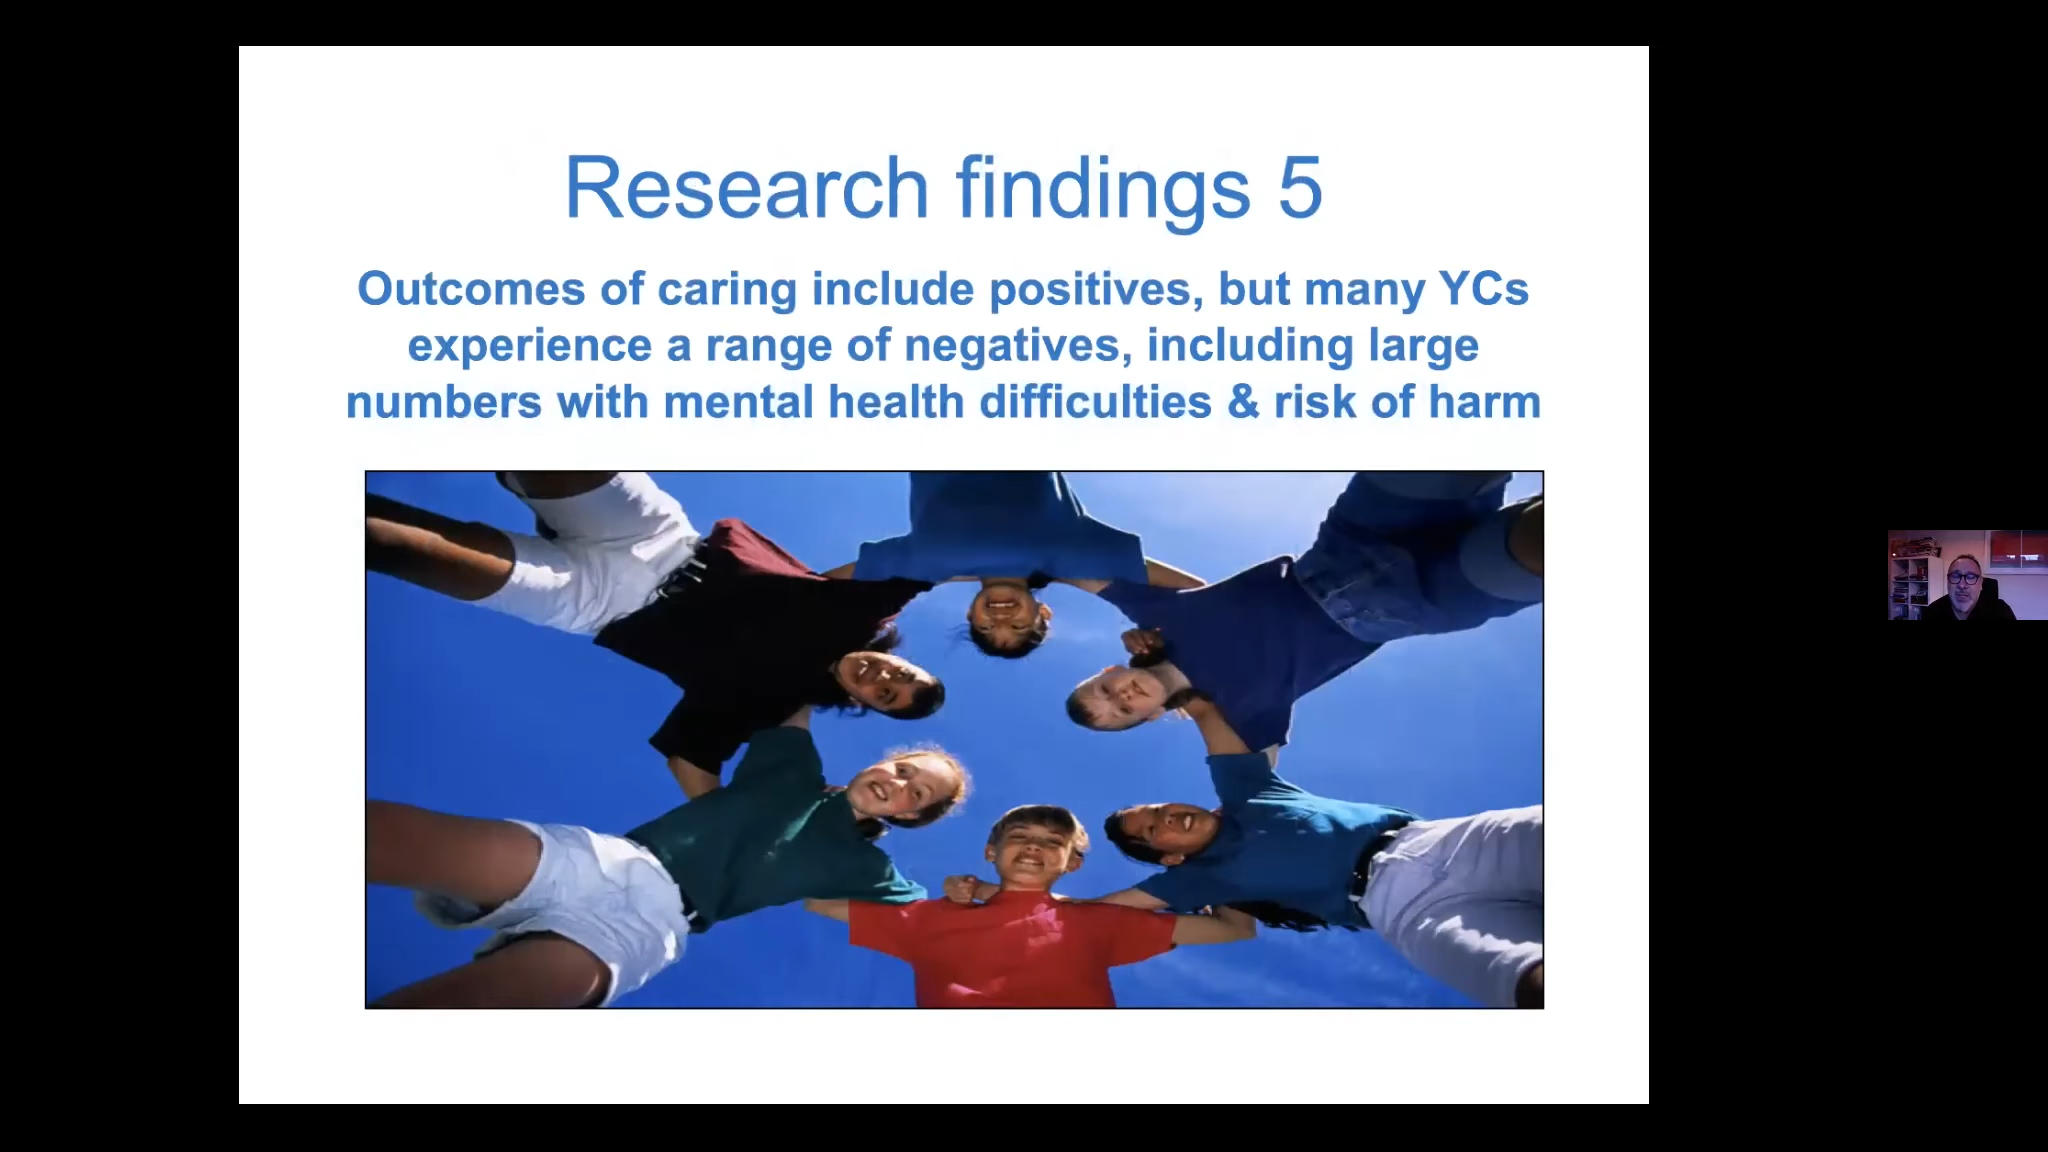 Research findings 5
Outcomes of caring include positives, but many YCs
experience a range of negatives, including large
numbers with mental health difficulties & risk of harm